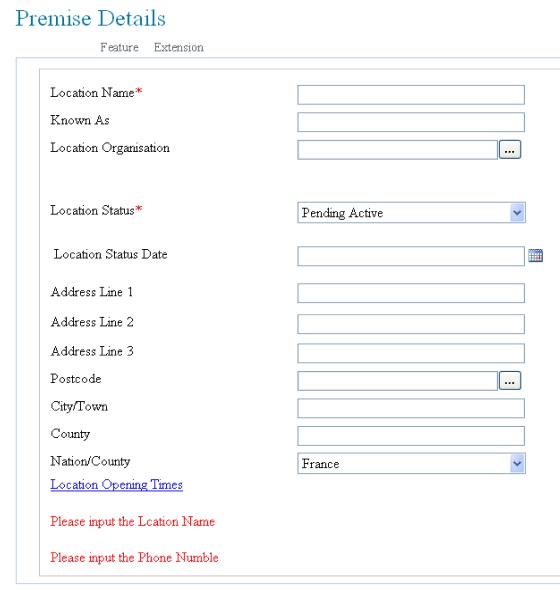 Premise Details
Feature Extension
Location Name*
Known As
Location Organisation ...
Location Status* Pending Active
Location Status Date
Address Line 1
Address Line 2
Address Line 3
Postcode ...
City/Town
County
Nation/County France
Location Opening Times
Please input the Lcation Name
Please input the Phone Numble